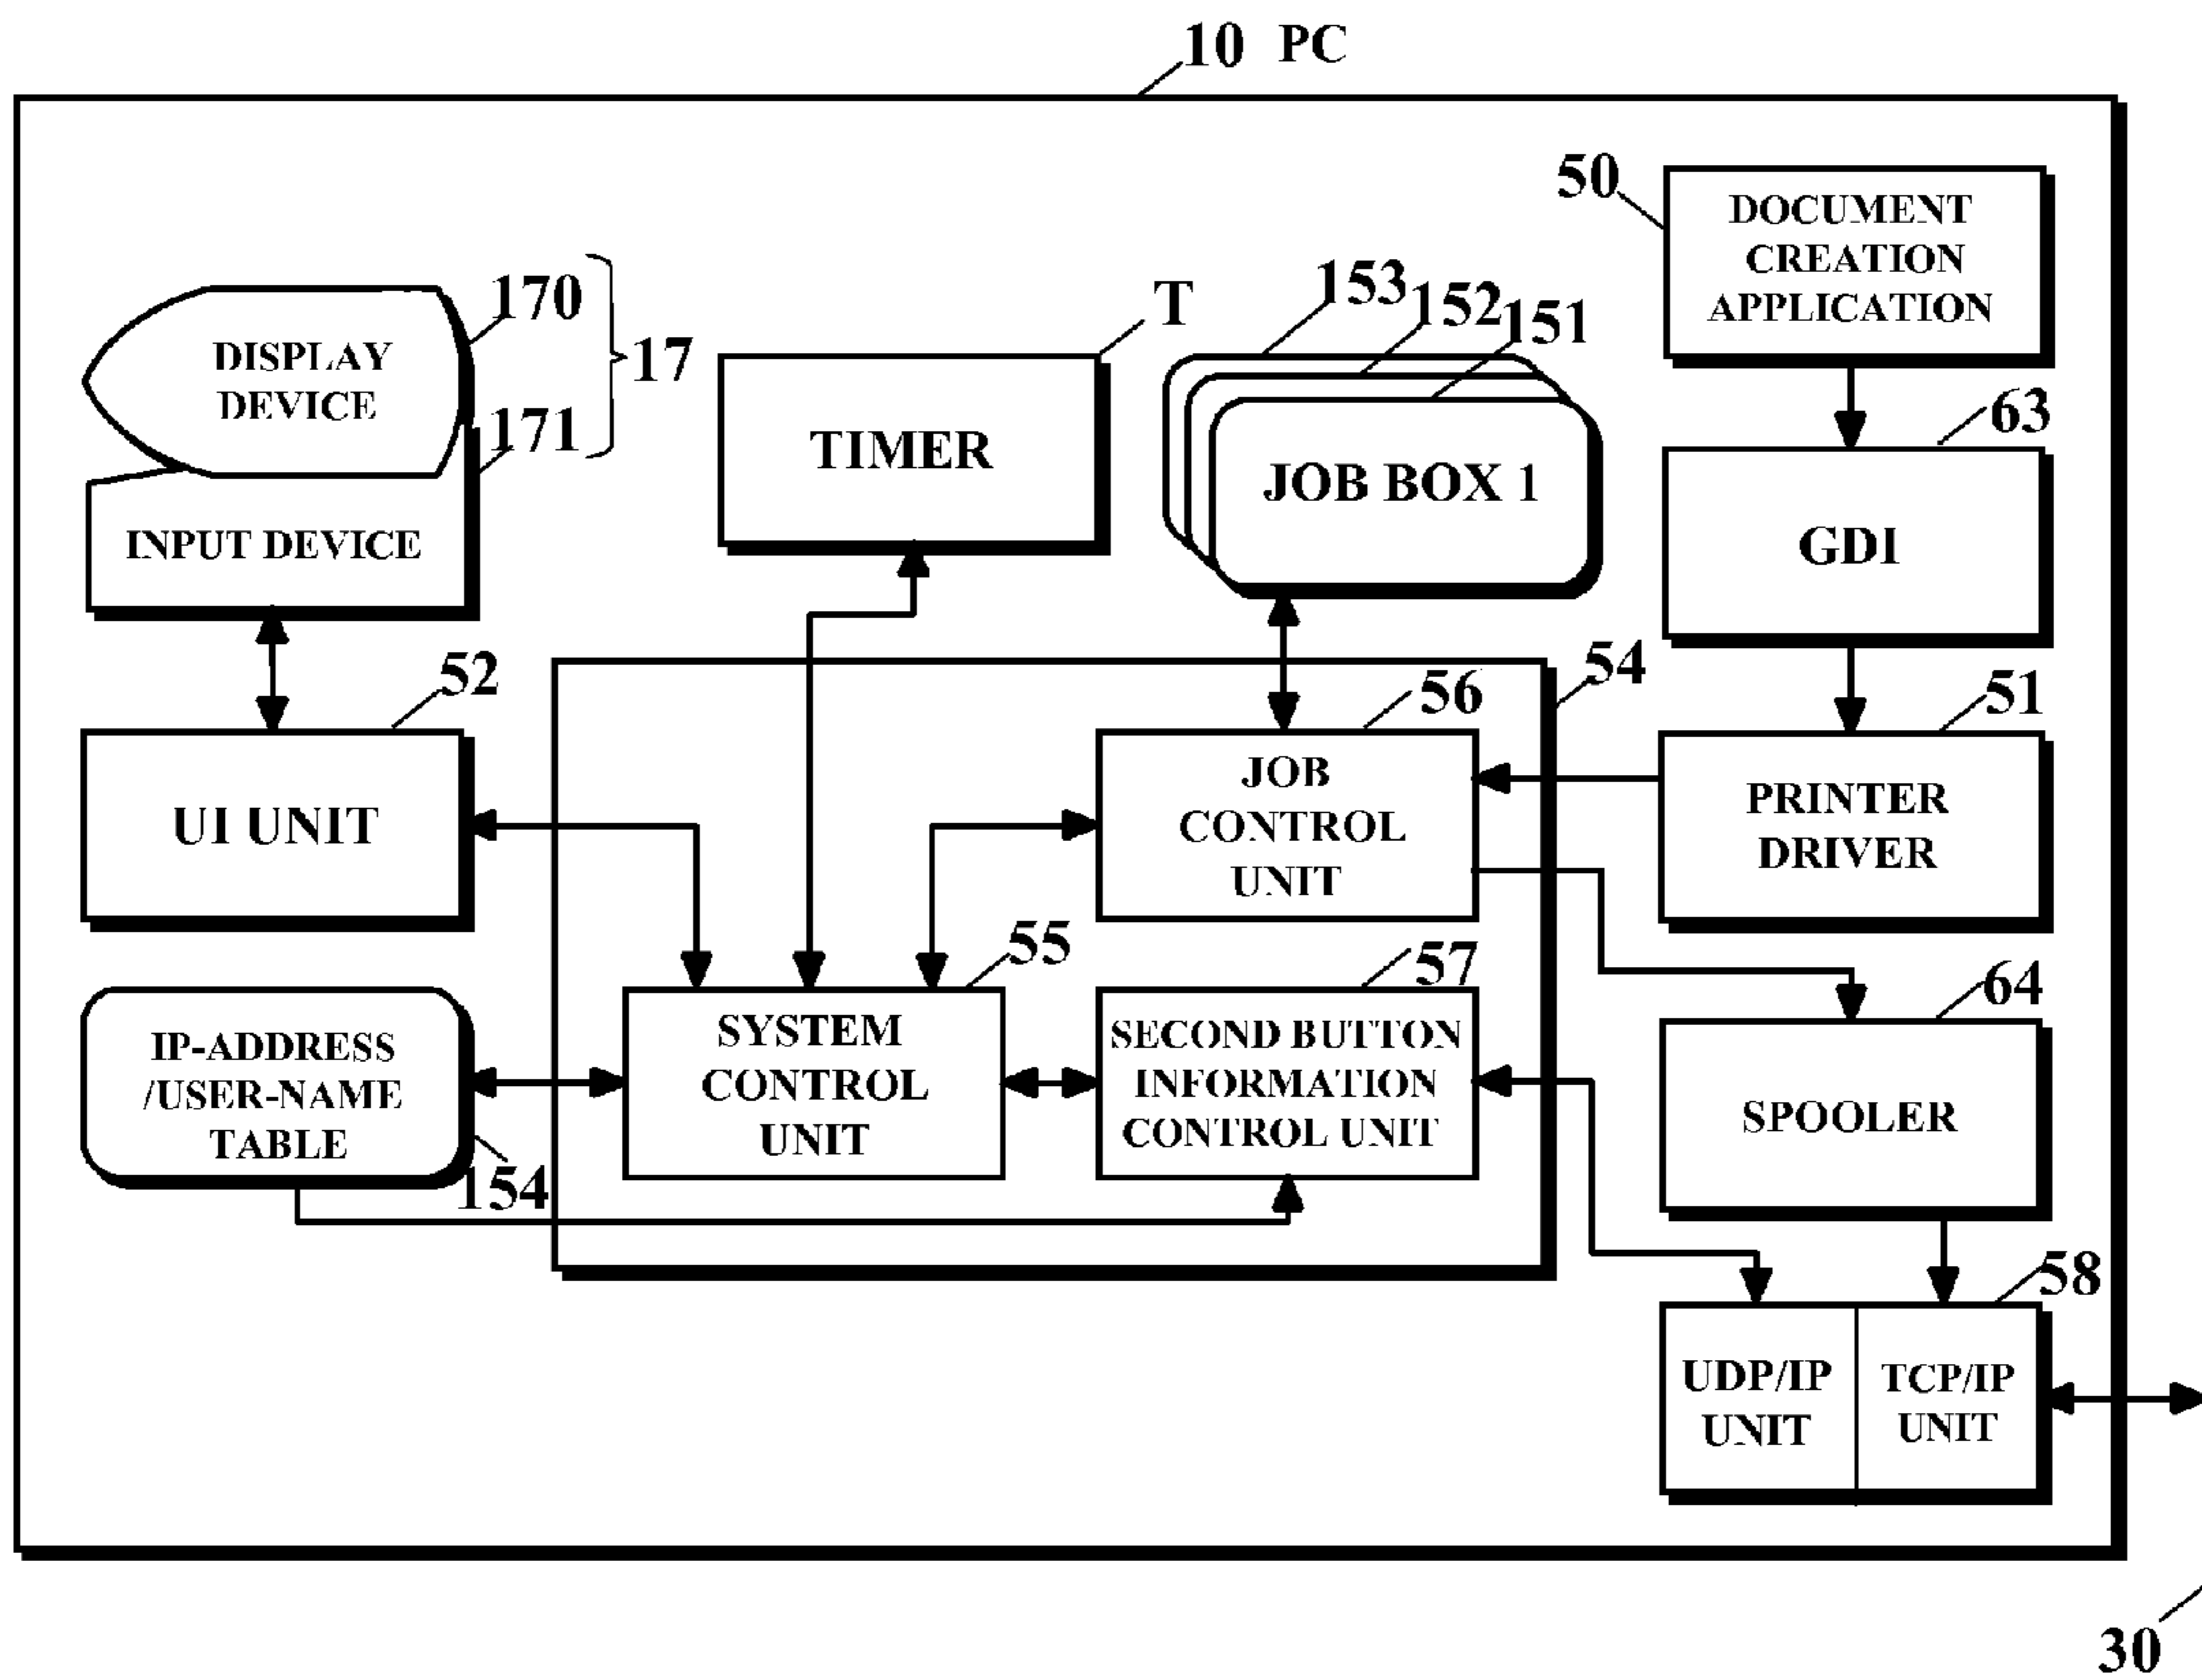 10 PC
50
DOCUMENT
CREATION
APPLICATION
170
17
171
DISPLAY
DEVICE
INPUT DEVICE
T
TIMER
153
152
151
JOB BOX 1
63
GDI
52
UI UNIT
54
56
JOB
CONTROL
UNIT
51
PRINTER
DRIVER
IP-ADDRESS
/USER-NAME
TABLE
154
55
SYSTEM
CONTROL
UNIT
57
SECOND BUTTON
INFORMATION
CONTROL UNIT
64
SPOOLER
58
UDP/IP
UNIT
TCP/IP
UNIT
30